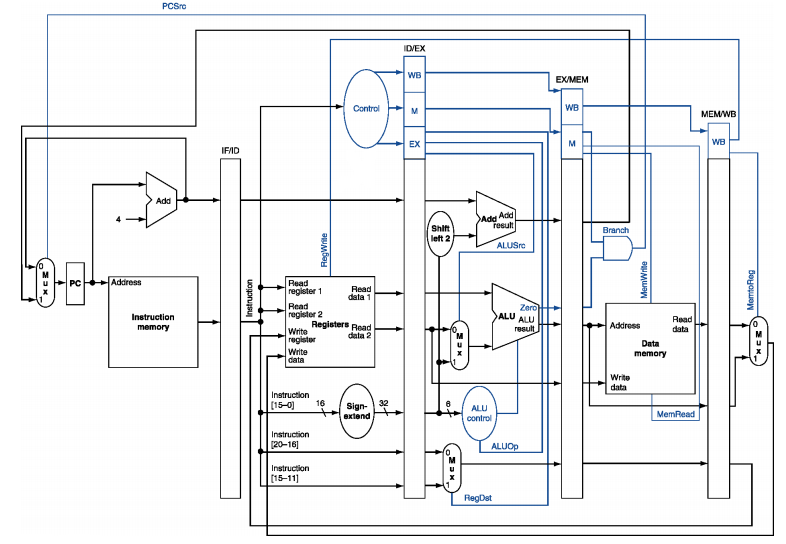 PCSrc
ID/EX
WB
EX/MEM
Control
M
WB
MEM/WB
EX
M
WB
IF/ID
Add
4
Shift
left 2
Add
Add
result
ALUSrc
Branch
RegWrite
MemWrite
MemtoReg
0
M
u
x
1
PC
Address
Instruction
memory
Instruction
Read
register 1
Read
register 2
Write
register
Write
data
Registers
Read
data 1
Read
data 2
0
M
u
x
1
Zero
ALU
ALU
result
Address
Read
data
Data
memory
Write
data
MemRead
0
M
u
x
1
Instruction
[15–0]
16
Sign-
extend
32
6
ALU
control
ALUOp
Instruction
[20–16]
Instruction
[15–11]
0
M
u
x
1
RegDst